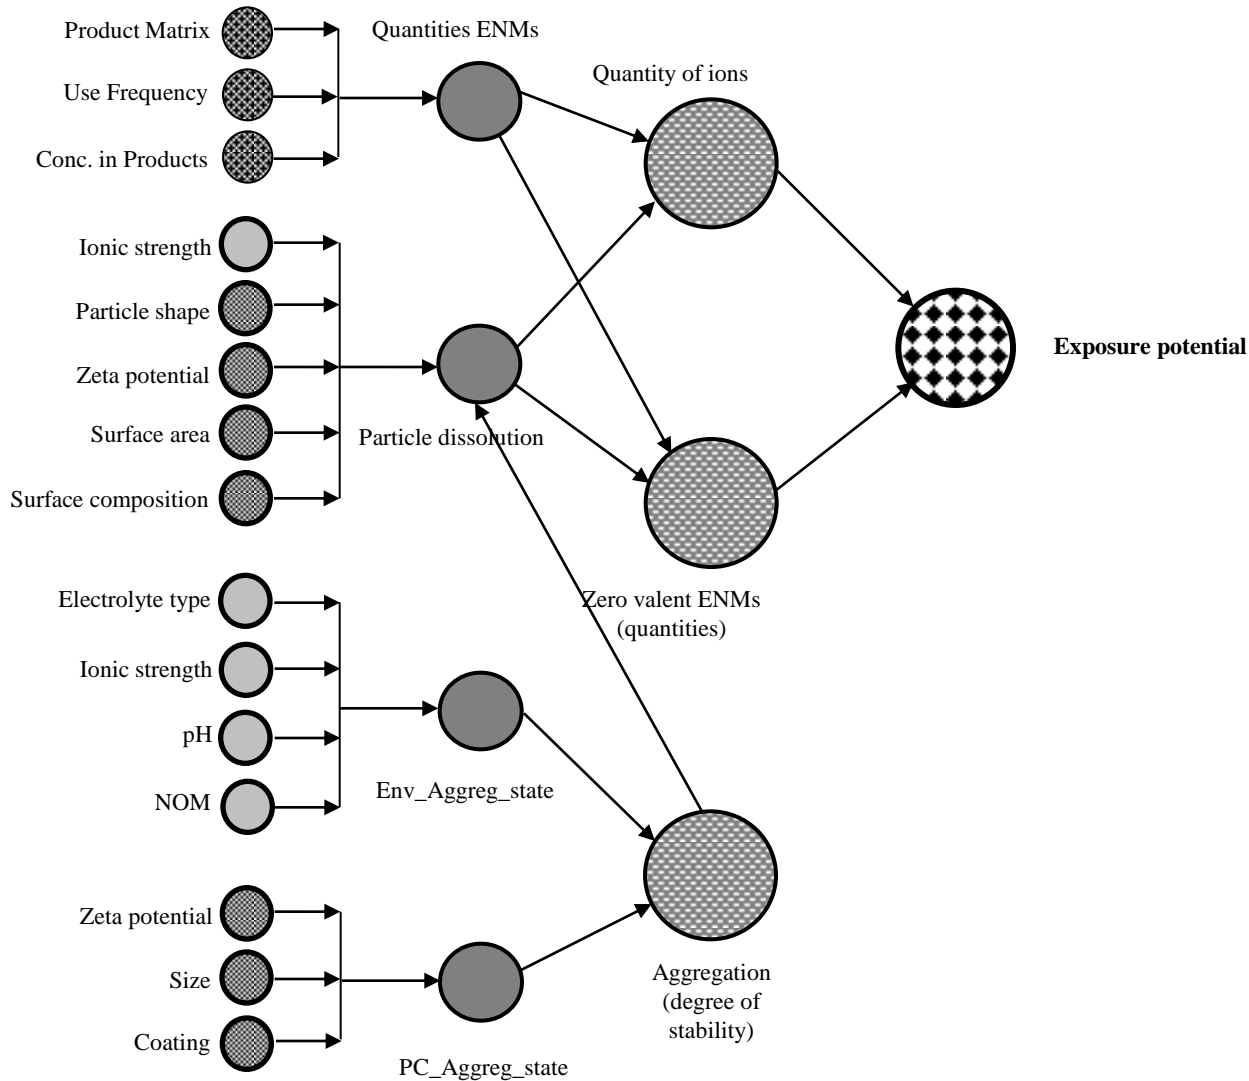 Product Matrix
Quantities ENMs
Quantity of ions
Use Frequency
Conc. in Products
Ionic strength
Particle shape
Zeta potential
Exposure potential
Surface area
Particle dissolution
Surface composition
Electrolyte type
Zero valent ENMs
(quantities)
Ionic strength
pH
Env_Aggreg_state
NOM
Zeta potential
Size
Aggregation
(degree of
stability)
Coating
PC_Aggreg_state